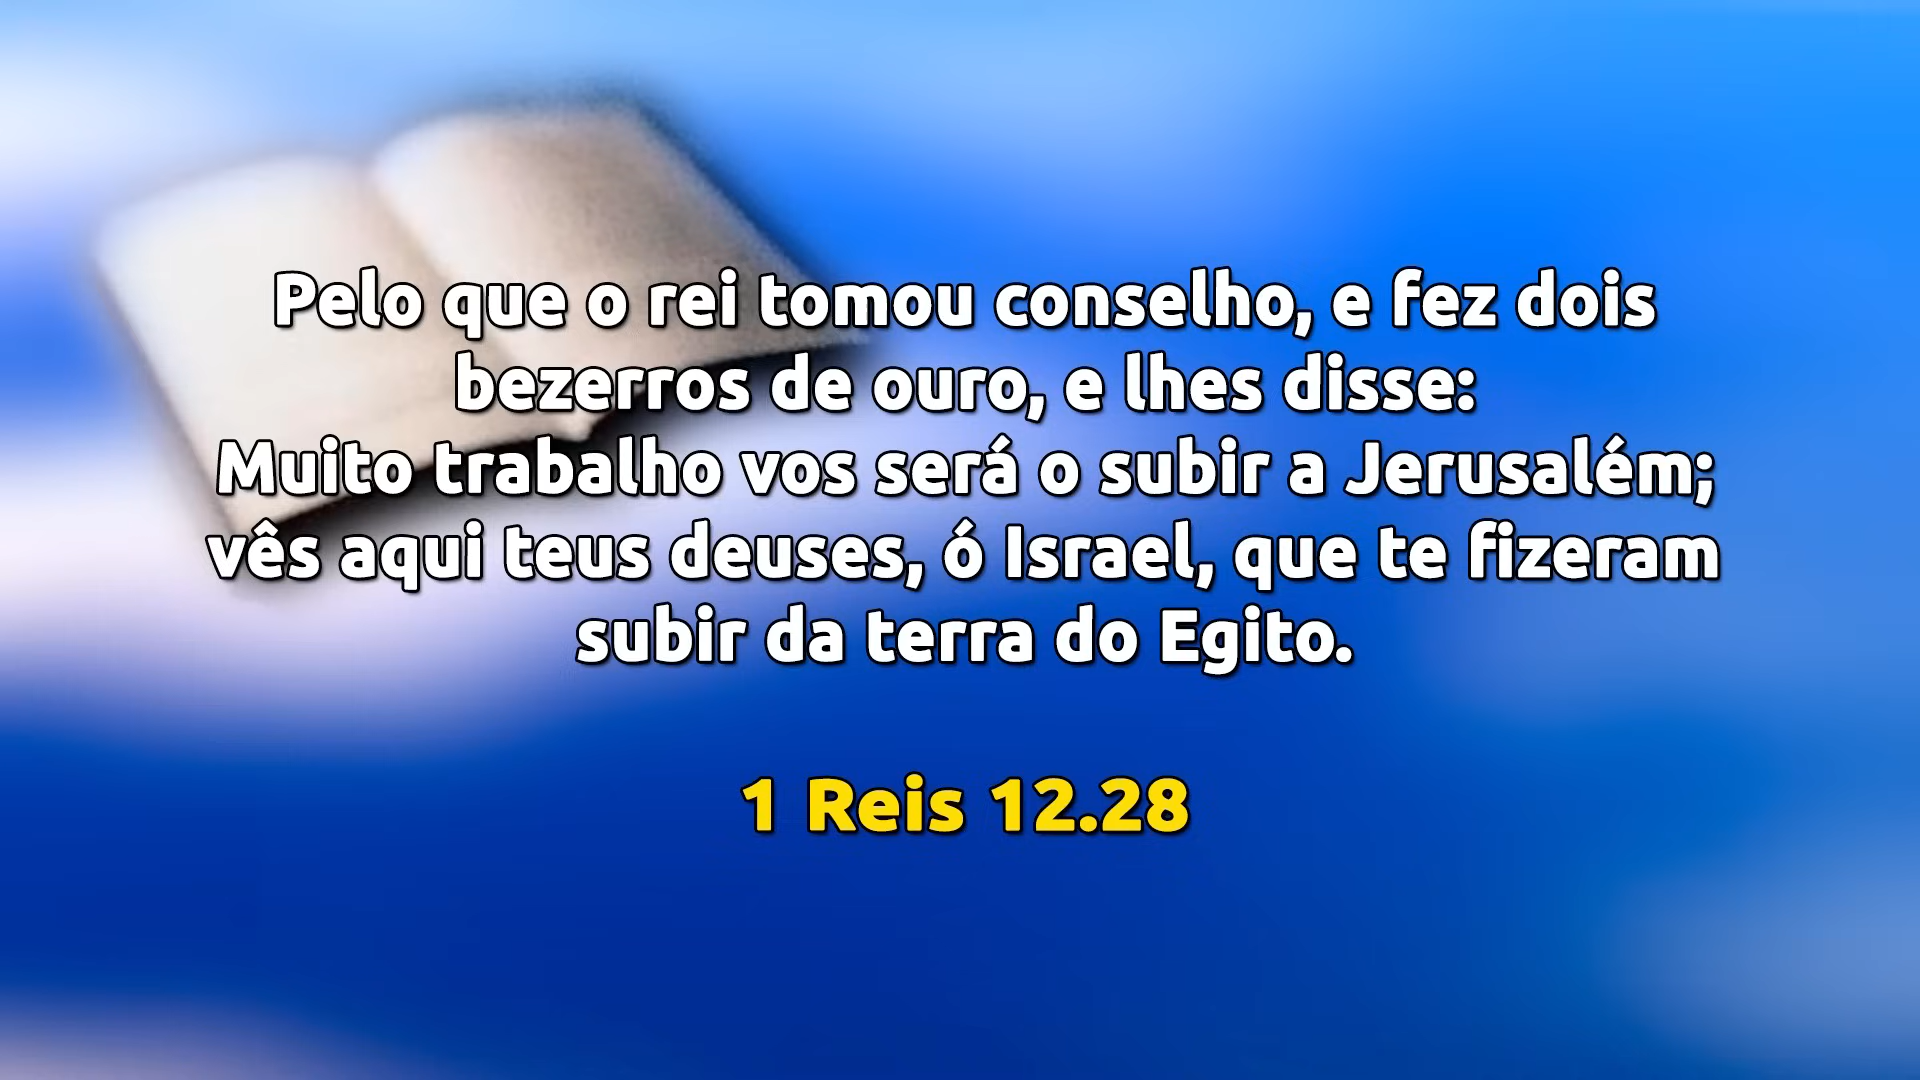 Pelo que o rei tomou conselho, e fez dois
bezerros de ouro, e lhes disse:
Muito trabalho vos será o subir a Jerusalém;
vês aqui teus deuses, ó Israel, que te fizeram
subir da terra do Egito.
1 Reis 12.28